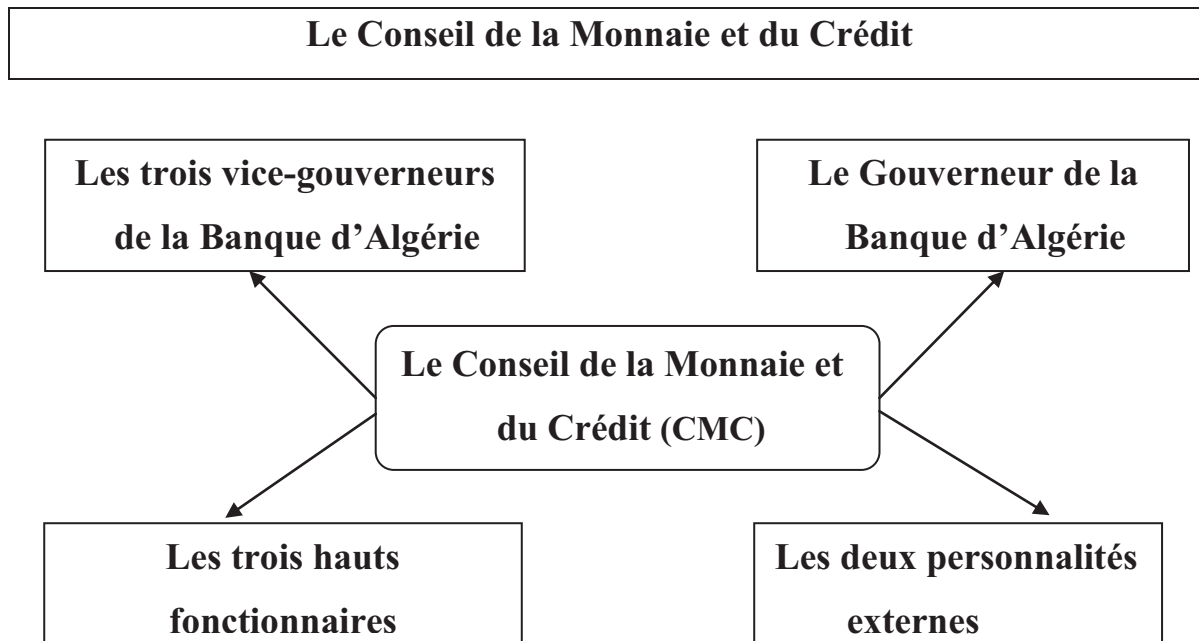 Le Conseil de la Monnaie et du Crédit
Les trois vice-gouverneurs
de la Banque d’Algérie
Le Gouverneur de la
Banque d’Algérie
Le Conseil de la Monnaie et
du Crédit (CMC)
Les trois hauts
fonctionnaires
Les deux personnalités
externes